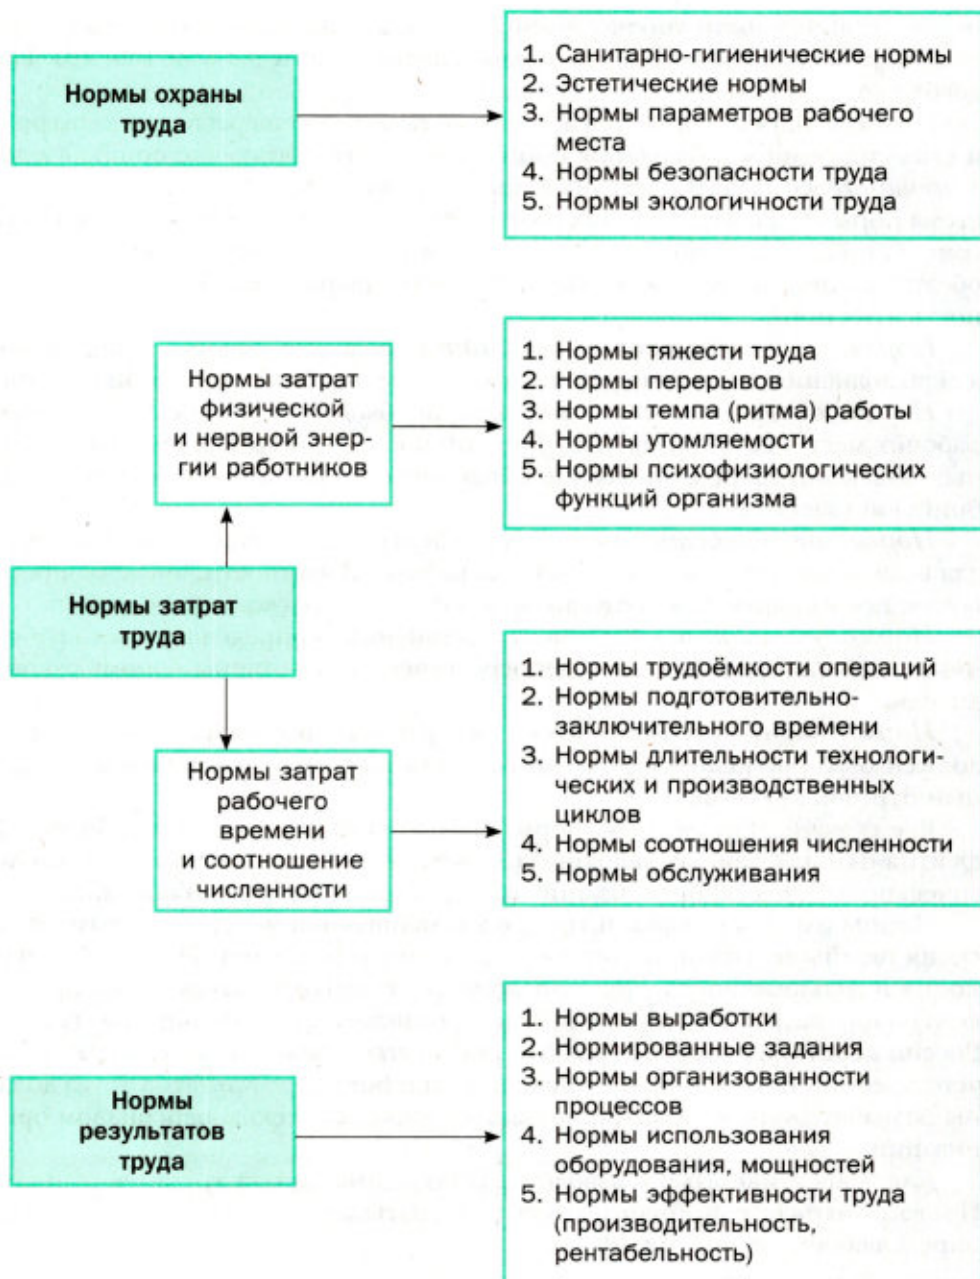 Нормы охраны
труда
1. Санитарно-гигиенические нормы
2. Эстетические нормы
3. Нормы параметров рабочего
места
4. Нормы безопасности труда
5. Нормы экологичности труда
Нормы затрат
физической
и нервной энер-
гии работников
1. Нормы тяжести труда
2. Нормы перерывов
3. Нормы темпа (ритма) работы
4. Нормы утомляемости
5. Нормы психофизиологических
функций организма
Нормы затрат
труда
Нормы затрат
рабочего
времени
и соотношение
численности
1. Нормы трудоёмкости операций
2. Нормы подготовительно-
заключительного времени
3. Нормы длительности технологи-
ческих и производственных
циклов
4. Нормы соотношения численности
5. Нормы обслуживания
Нормы
результатов
труда
1. Нормы выработки
2. Нормированные задания
3. Нормы организованности
процессов
4. Нормы использования
оборудования, мощностей
5. Нормы эффективности труда
(производительность,
рентабельность)